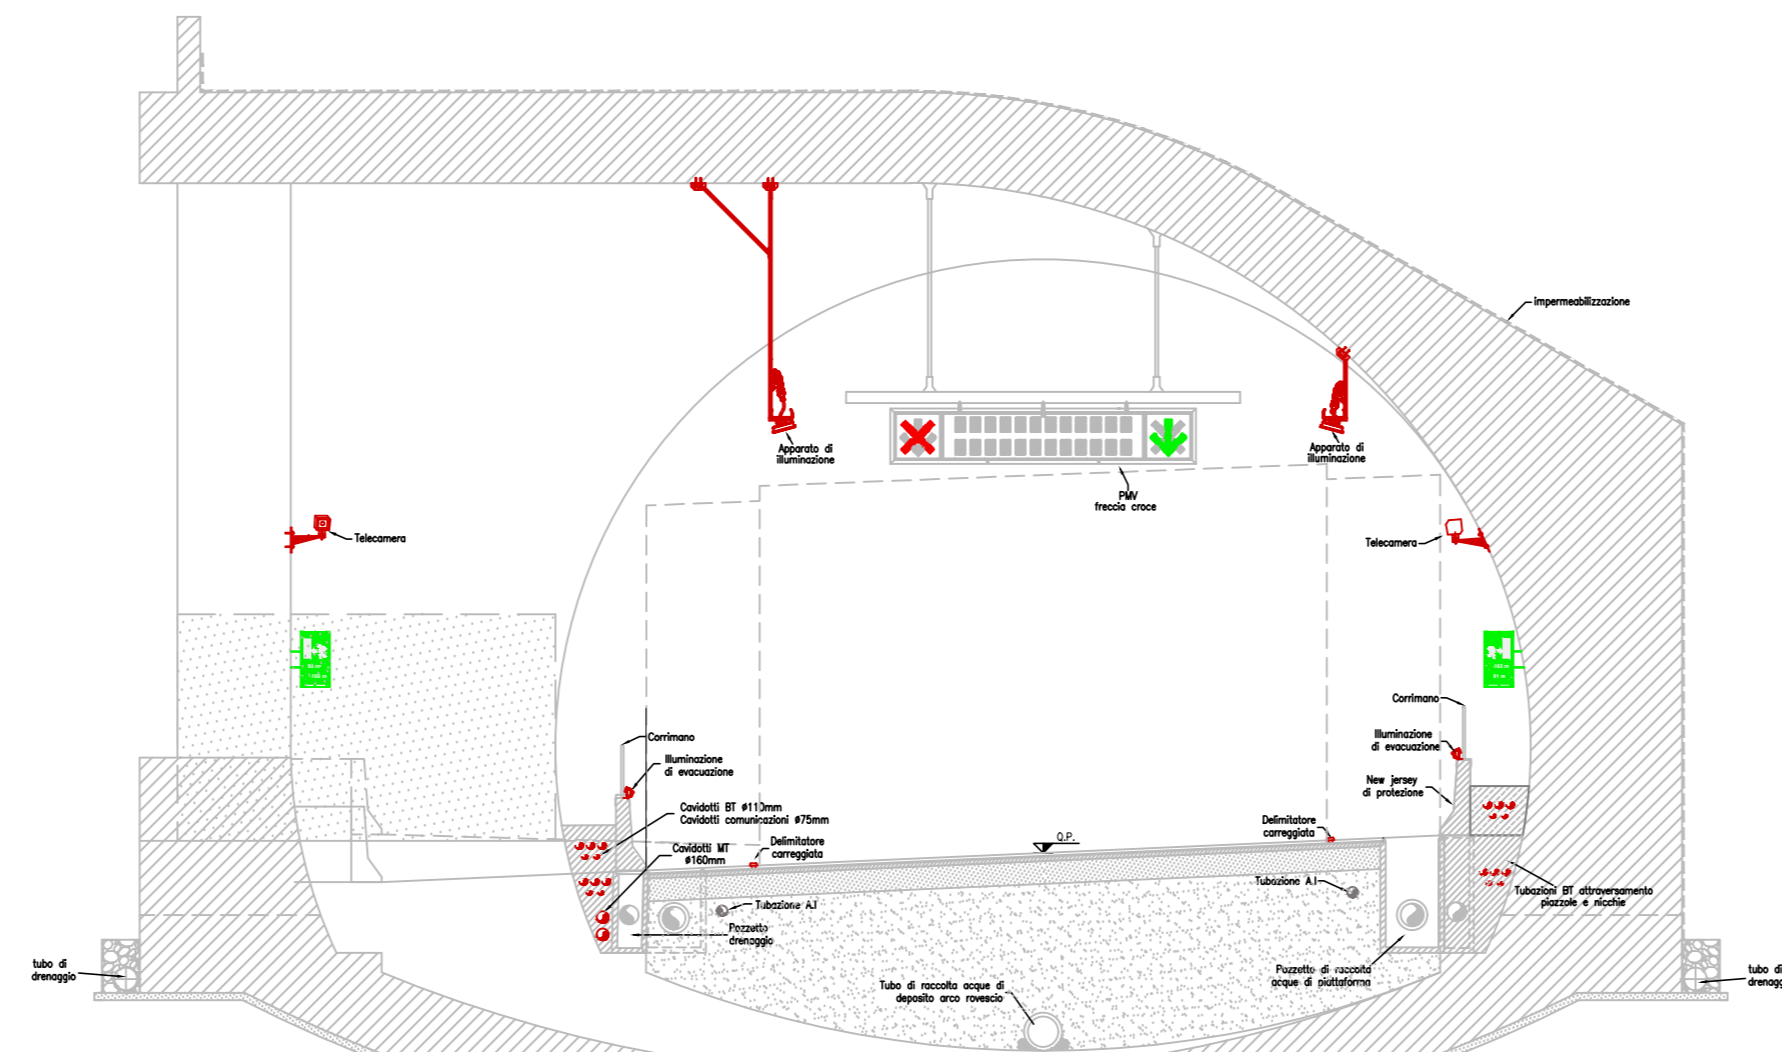 impermeabilizzazione
Apparato di
illuminazione
Apparato di
illuminazione
PMV
freccia croce
Telecamera
Telecamera
Corrimano
Illuminazione
di evacuazione
Corrimano
Illuminazione
di evacuazione
New jersey
di protezione
Cavidotti BT ø110mm
Cavidotti comunicazioni ø75mm
Cavidotti MT
ø160mm
Delimitatore
carreggiata
Q.P.
Delimitatore
carreggiata
Tubazione A.I
Tubazione A.I
Tubazioni BT attraversamento
piazzole e nicchie
Pozzetto
drenaggio
Pozzetto di raccolta
acque di piattaforma
Tubo di raccolta acque di
deposito arco rovescio
tubo di
drenaggio
tubo di
drenagg